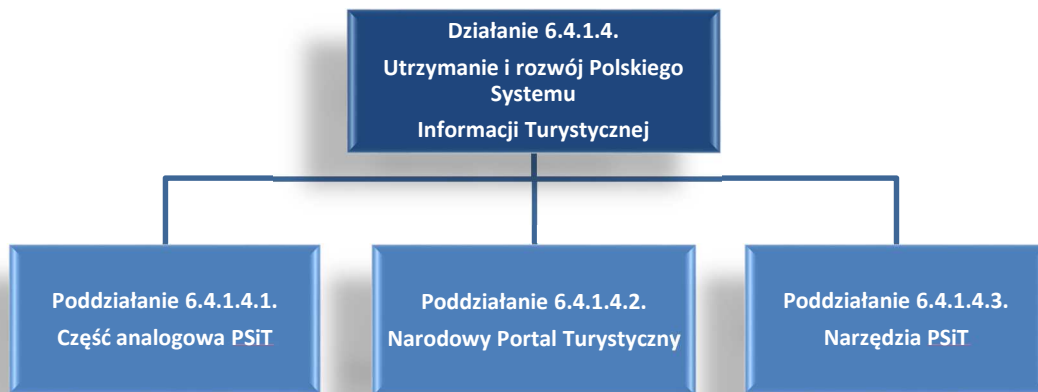 Działanie 6.4.1.4.
Utrzymanie i rozwój Polskiego
Systemu
Informacji Turystycznej
Poddziałanie 6.4.1.4.1.
Część analogowa PSiT
Poddziałanie 6.4.1.4.2.
Narodowy Portal Turystyczny
Poddziałanie 6.4.1.4.3.
Narzędzia PSiT